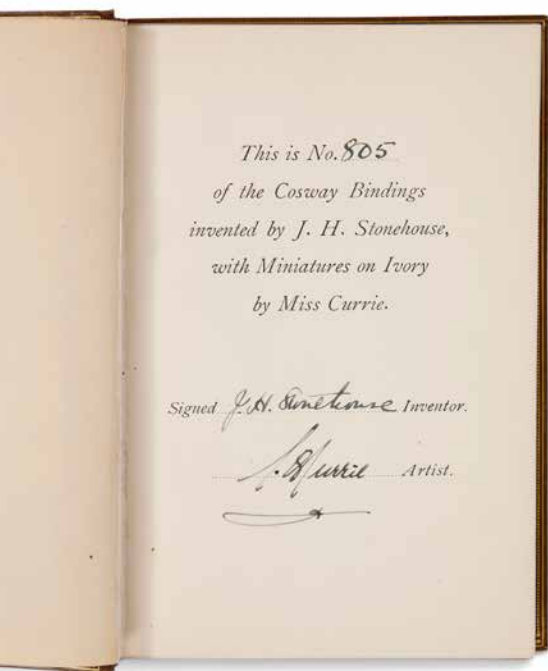 This is No. 805
of the Cosway Bindings
invented by J. H. Stonehouse,
with Miniatures on Ivory
by Miss Currie.
Signed J. H. Stonehouse Inventor.
Currie Artist.